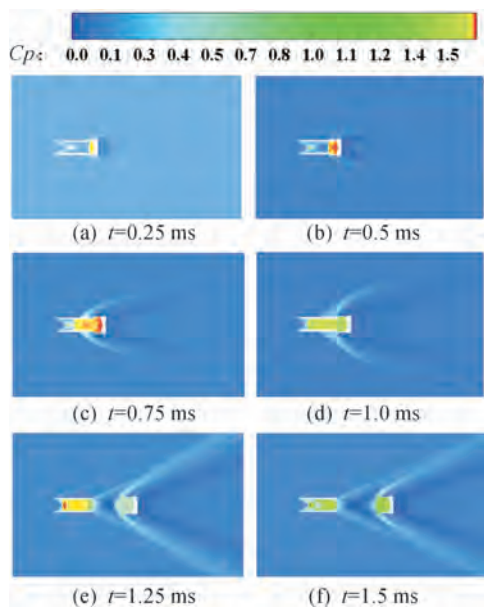 Cp: 0.0 0.1 0.3 0.4 0.5 0.7 0.8 0.9 1.0 1.1 1.2 1.4 1.5
(a) t=0.25 ms (b) t=0.5 ms
(c) t=0.75 ms (d) t=1.0 ms
(e) t=1.25 ms (f) t=1.5 ms